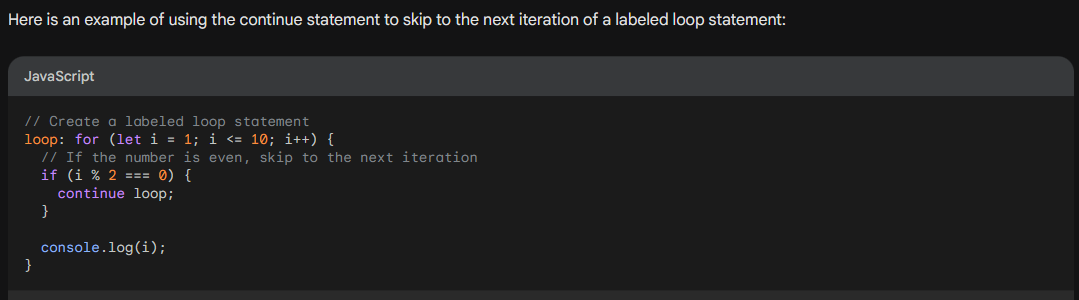 Here is an example of using the continue statement to skip to the next iteration of a labeled loop statement:
JavaScript
// Create a labeled loop statement
loop: for (let i = 1; i <= 10; i++) {
  // If the number is even, skip to the next iteration
  if (i % 2 === 0) {
    continue loop;
  }

  console.log(i);
}